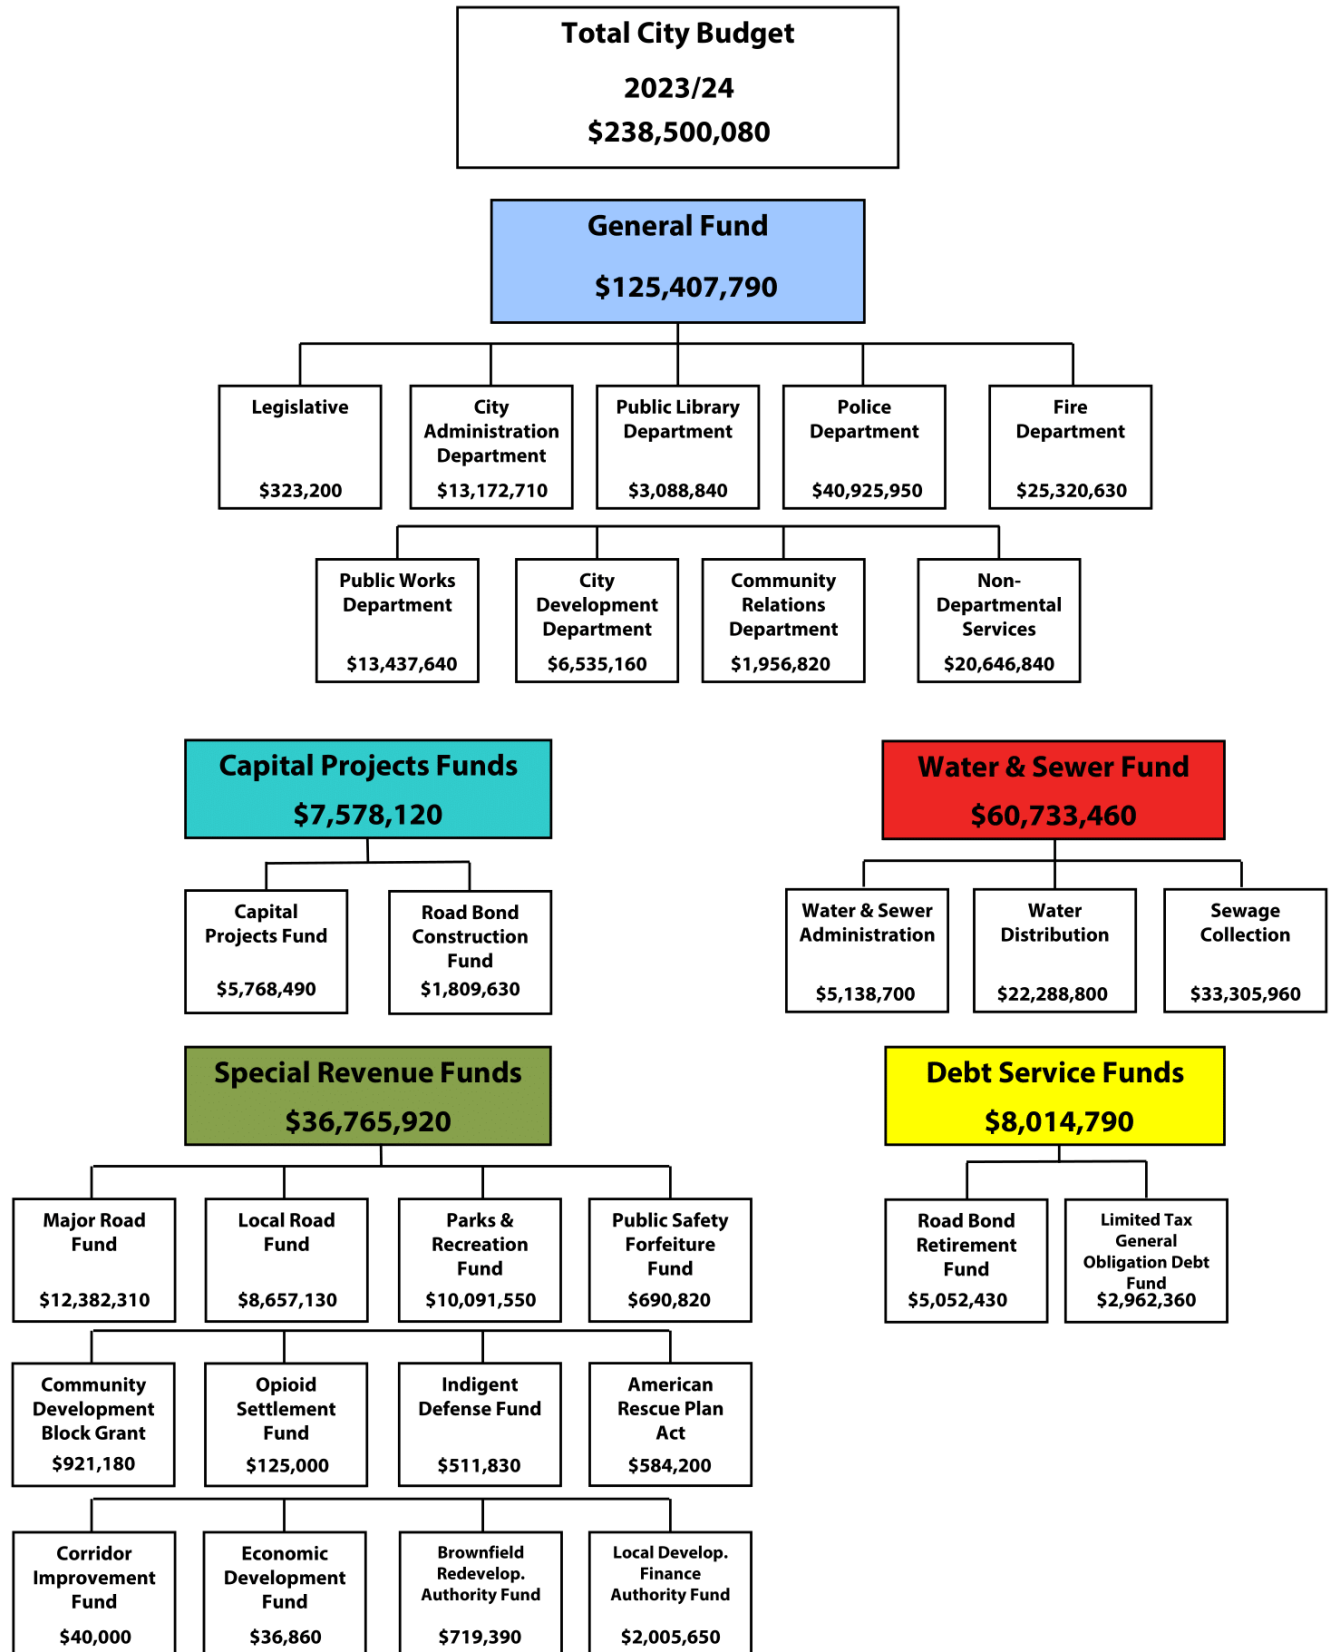 Total City Budget
2023/24
$238,500,080
General Fund
$125,407,790
Legislative
$323,200
City
Administration
Department
$13,172,710
Public Library
Department
$3,088,840
Police
Department
$40,925,950
Fire
Department
$25,320,630
Public Works
Department
$13,437,640
City
Development
Department
$6,535,160
Community
Relations
Department
$1,956,820
Non-
Departmental
Services
$20,646,840
Capital Projects Funds
$7,578,120
Capital
Projects Fund
$5,768,490
Road Bond
Construction
Fund
$1,809,630
Water & Sewer Fund
$60,733,460
Water & Sewer
Administration
$5,138,700
Water
Distribution
$22,288,800
Sewage
Collection
$33,305,960
Special Revenue Funds
$36,765,920
Major Road
Fund
$12,382,310
Local Road
Fund
$8,657,130
Parks &
Recreation
Fund
$10,091,550
Public Safety
Forfeiture
Fund
$690,820
Community
Development
Block Grant
$921,180
Opioid
Settlement
Fund
$125,000
Indigent
Defense Fund
$511,830
American
Rescue Plan
Act
$584,200
Corridor
Improvement
Fund
$40,000
Economic
Development
Fund
$36,860
Brownfield
Redevelop.
Authority Fund
$719,390
Local Develop.
Finance
Authority Fund
$2,005,650
Debt Service Funds
$8,014,790
Road Bond
Retirement
Fund
$5,052,430
Limited Tax
General
Obligation Debt
Fund
$2,962,360